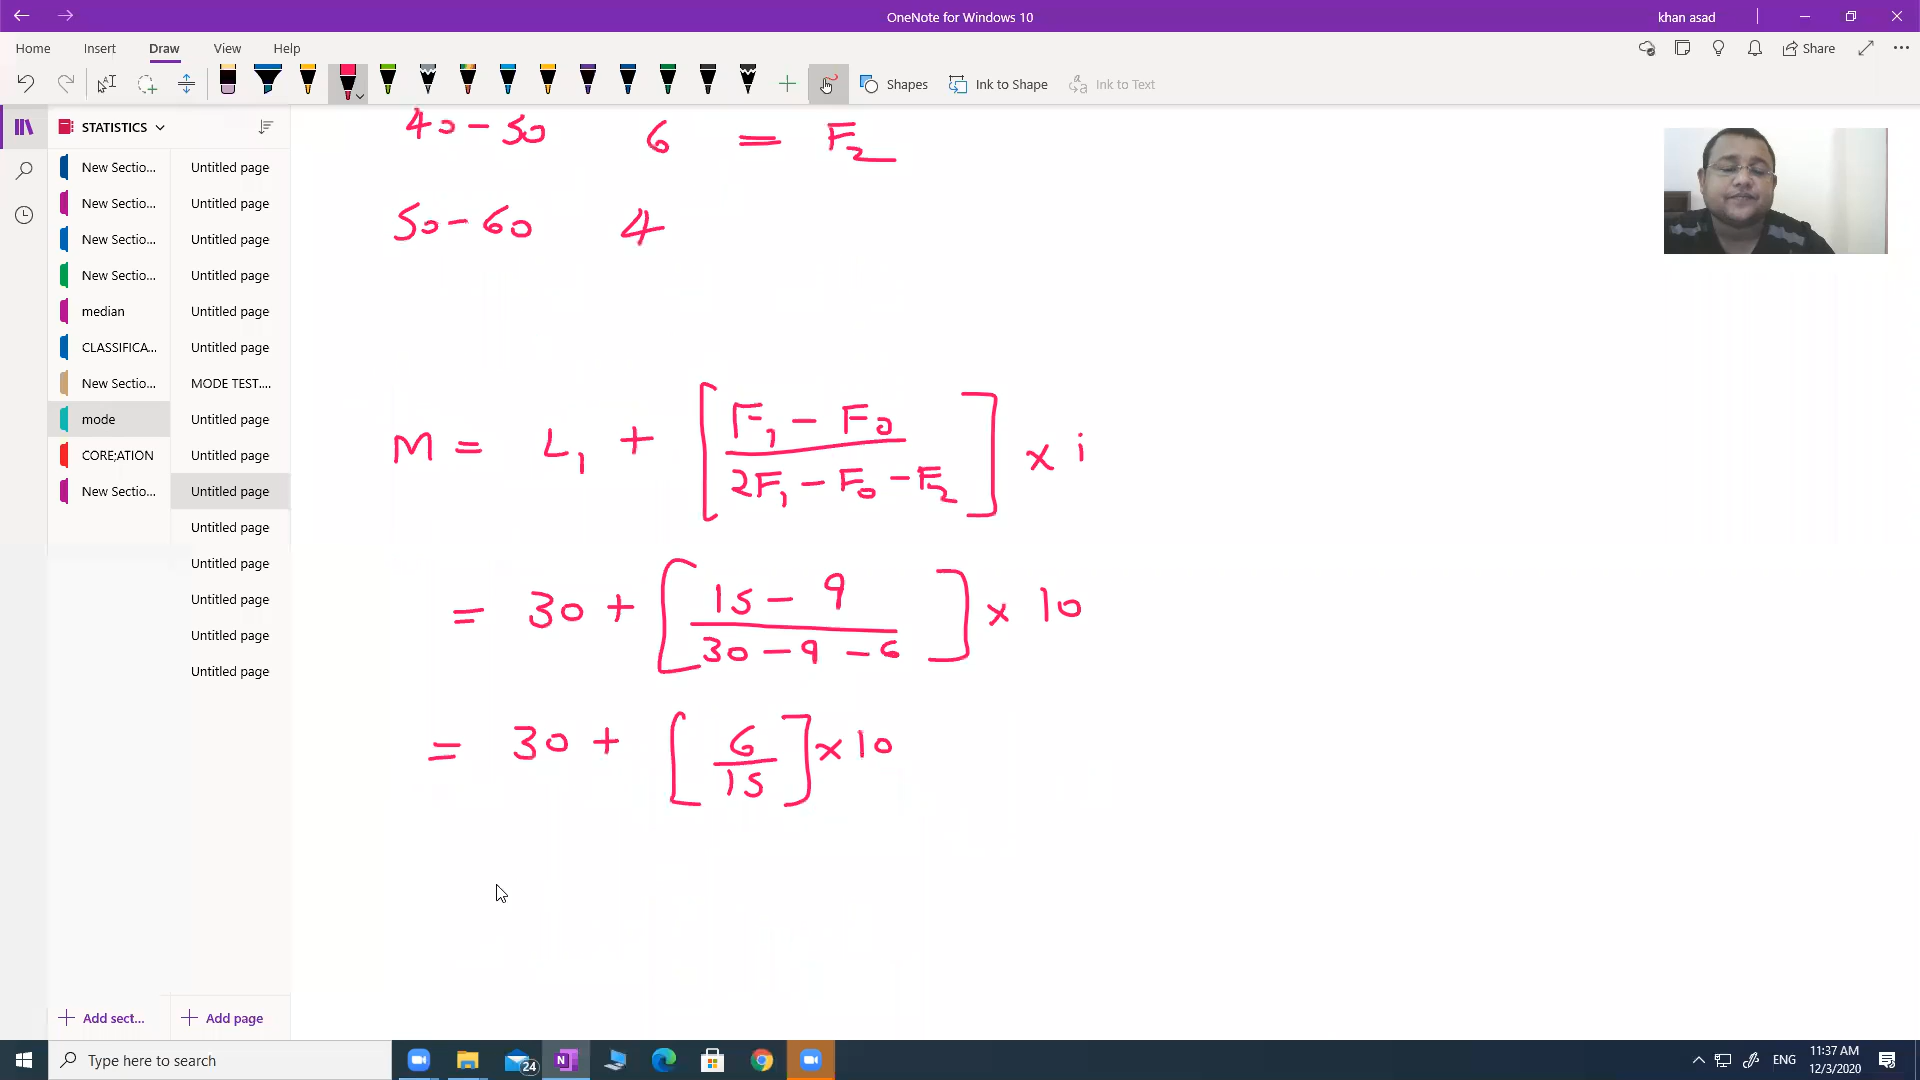 OneNote for Windows 10
khan asad
Home Insert Draw View Help
Share
Shapes Ink to Shape Ink to Text
STATISTICS
New Sectio...
New Sectio...
New Sectio...
New Sectio...
median
CLASSIFICA...
New Sectio...
mode
CORE;ATION
New Sectio...
Untitled page
Untitled page
Untitled page
Untitled page
Untitled page
Untitled page
MODE TEST....
Untitled page
Untitled page
Untitled page
Untitled page
Untitled page
Untitled page
Untitled page
Untitled page
Add sect...
Add page
40-50 6 = F2
50-60 4
M = L1 + [ F1 - F0 / 2F1 - F0 - F2 ] x i
= 30 + [ 15 - 9 / 30 - 9 - 6 ] x 10
= 30 + [ 6 / 15 ] x 10
Type here to search
24
ENG
11:37 AM
12/3/2020